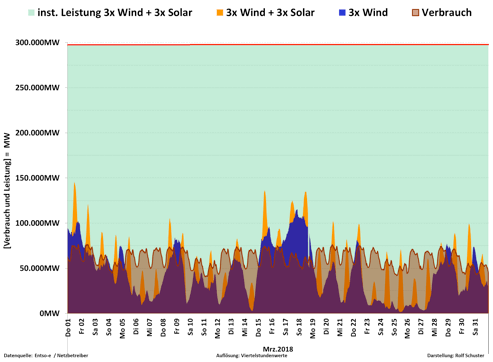 inst. Leistung 3x Wind + 3x Solar 3x Wind + 3x Solar 3x Wind Verbrauch
300.000MW
250.000MW
200.000MW
150.000MW
100.000MW
50.000MW
0MW
[Verbrauch und Leistung] = MW
Do 01
Fr 02
Sa 03
So 04
Mo 05
Di 06
Mi 07
Do 08
Fr 09
Sa 10
So 11
Mo 12
Di 13
Mi 14
Do 15
Fr 16
Sa 17
So 18
Mo 19
Di 20
Mi 21
Do 22
Fr 23
Sa 24
So 25
Mo 26
Di 27
Mi 28
Do 29
Fr 30
Sa 31
Mrz.2018
Datenquelle: Entso-e / Netzbetreiber Auflösung: Viertelstundenwerte Darstellung: Rolf Schuster